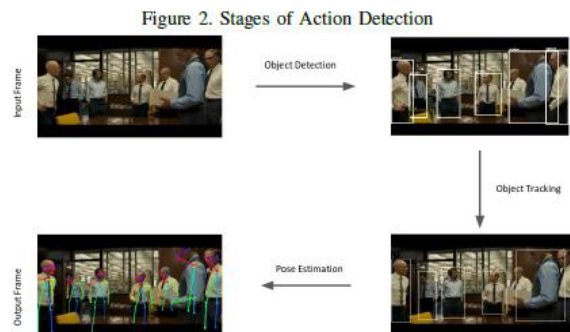 Figure 2. Stages of Action Detection
Input Frame
Object Detection
Object Tracking
Output Frame
Pose Estimation